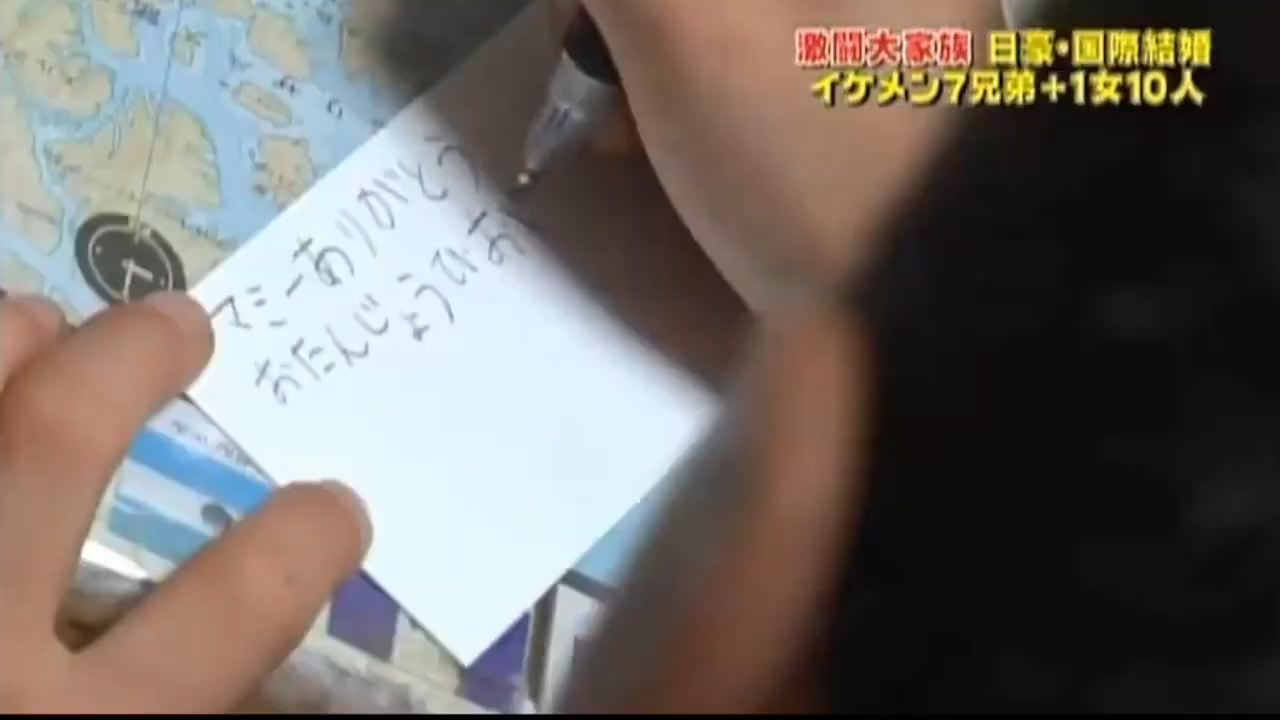 激闘大家族 日豪・国際結婚
イケメン7兄弟+1女10人
マミーありがとう
おたんじょうびお